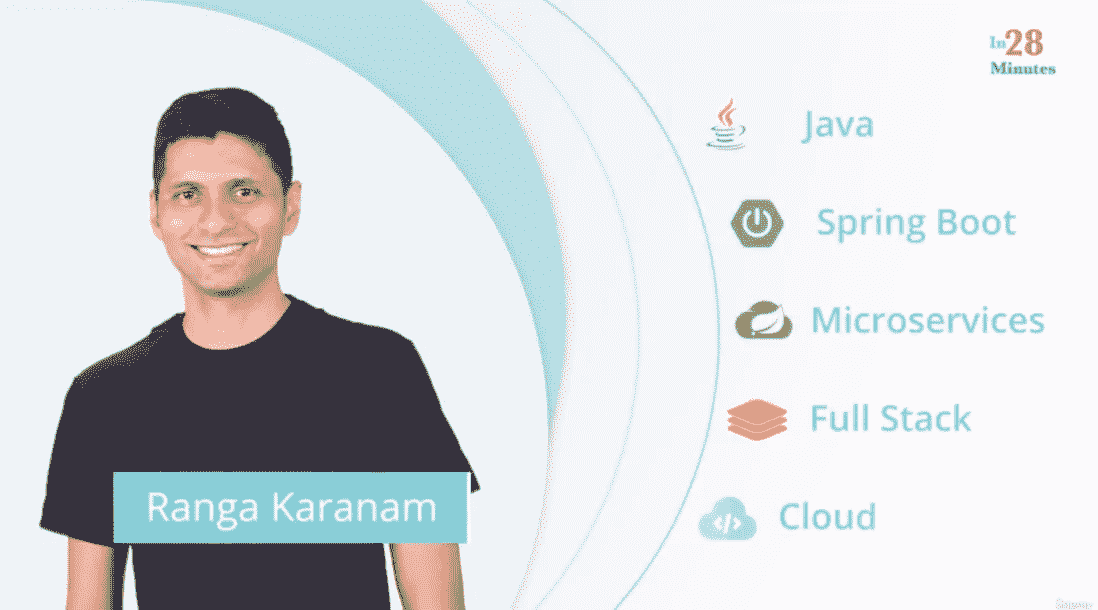 In28
Minutes
Java
Spring Boot
Microservices
Full Stack
Ranga Karanam
Cloud